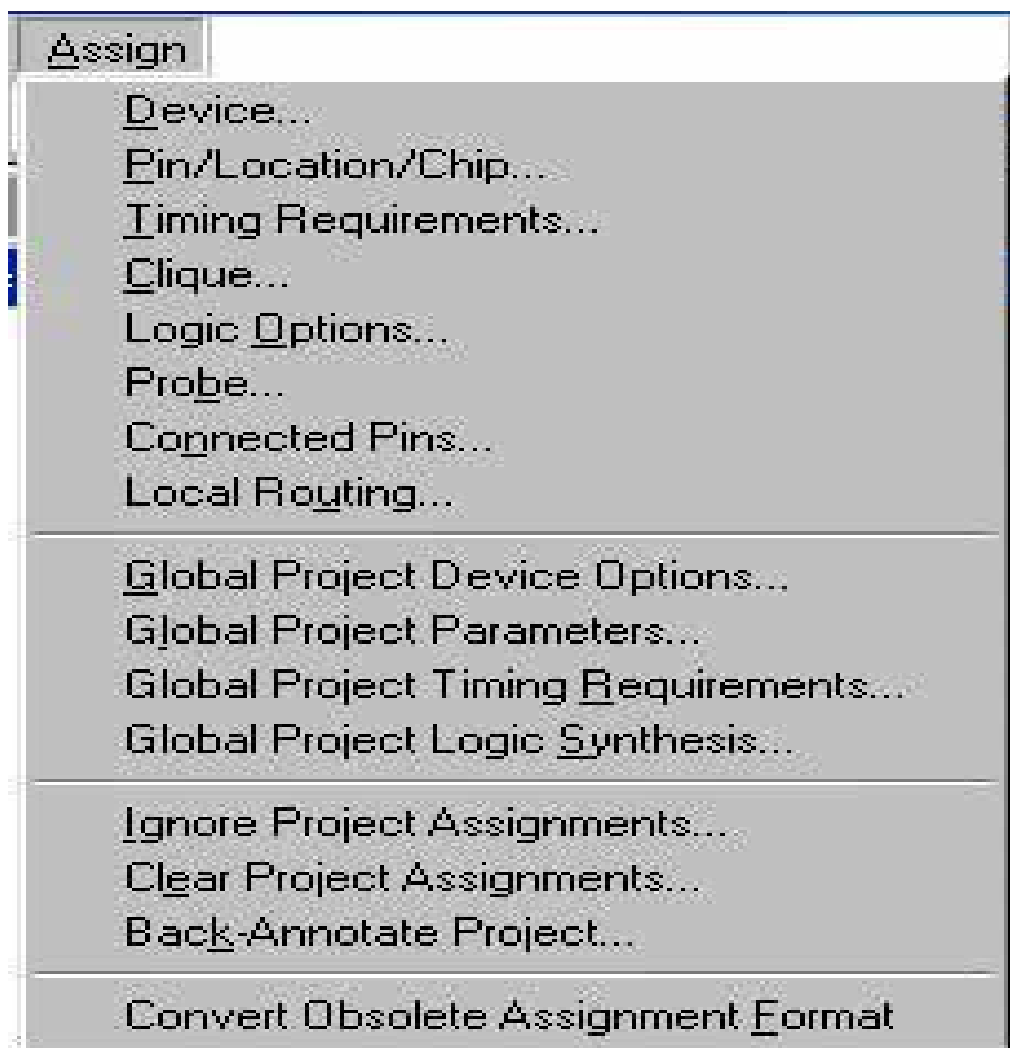 Assign
Device...
Pin/Location/Chip...
Timing Requirements...
Clique...
Logic Options...
Probe...
Connected Pins...
Local Routing...
Global Project Device Options...
Global Project Parameters...
Global Project Timing Requirements...
Global Project Logic Synthesis...
Ignore Project Assignments...
Clear Project Assignments...
Back-Annotate Project...
Convert Obsolete Assignment Format